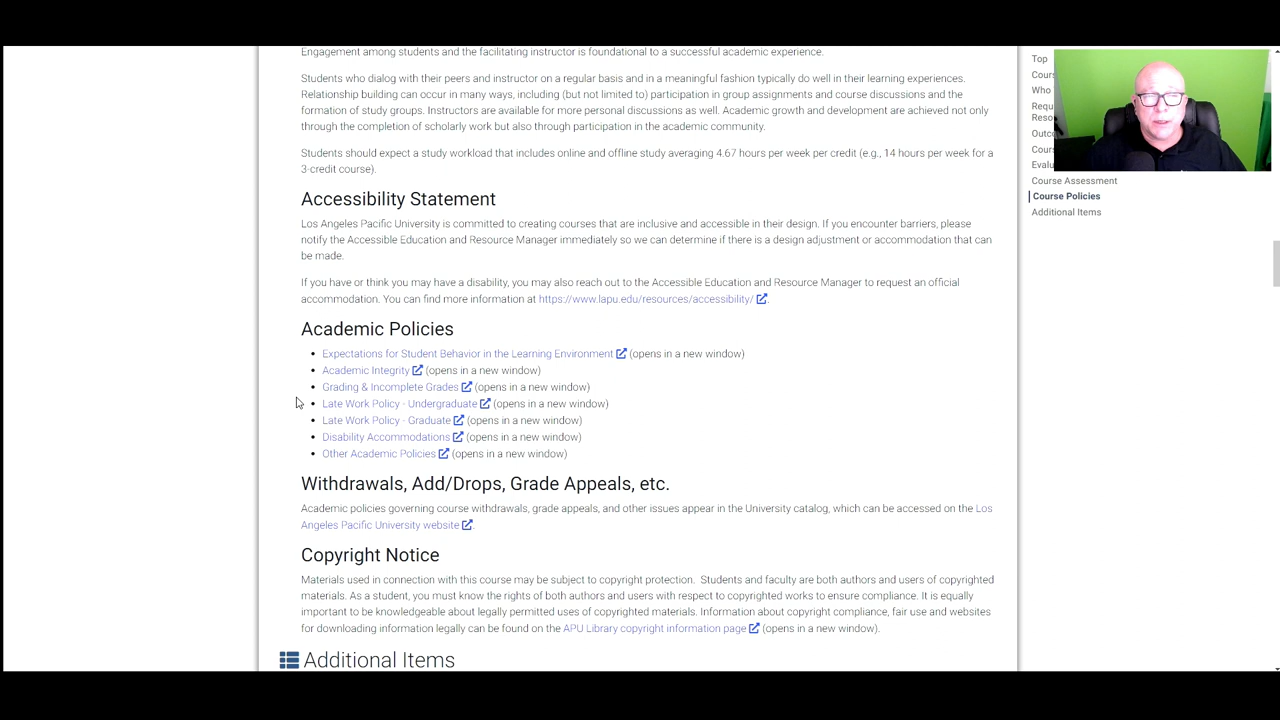 Engagement among students and the facilitating instructor is foundational to a successful academic experience.
Students who dialog with their peers and instructor on a regular basis and in a meaningful fashion typically do well in their learning experiences.
Relationship building can occur in many ways, including (but not limited to) participation in group assignments and course discussions and the
formation of study groups. Instructors are available for more personal discussions as well. Academic growth and development are achieved not only
through the completion of scholarly work but also through participation in the academic community.
Students should expect a study workload that includes online and offline study averaging 4.67 hours per week per credit (e.g., 14 hours per week for a
3-credit course).
Accessibility Statement
Los Angeles Pacific University is committed to creating courses that are inclusive and accessible in their design. If you encounter barriers, please
notify the Accessible Education and Resource Manager immediately so we can determine if there is a design adjustment or accommodation that can
be made.
If you have or think you may have a disability, you may also reach out to the Accessible Education and Resource Manager to request an official
accommodation. You can find more information at https://www.lapu.edu/resources/accessibility/.
Academic Policies
• Expectations for Student Behavior in the Learning Environment (opens in a new window)
• Academic Integrity (opens in a new window)
• Grading & Incomplete Grades (opens in a new window)
• Late Work Policy - Undergraduate (opens in a new window)
• Late Work Policy - Graduate (opens in a new window)
• Disability Accommodations (opens in a new window)
• Other Academic Policies (opens in a new window)
Withdrawals, Add/Drops, Grade Appeals, etc.
Academic policies governing course withdrawals, grade appeals, and other issues appear in the University catalog, which can be accessed on the Los
Angeles Pacific University website.
Copyright Notice
Materials used in connection with this course may be subject to copyright protection. Students and faculty are both authors and users of copyrighted
materials. As a student, you must know the rights of both authors and users with respect to copyrighted works to ensure compliance. It is equally
important to be knowledgeable about legally permitted uses of copyrighted materials. Information about copyright compliance, fair use and websites
for downloading information legally can be found on the APU Library copyright information page (opens in a new window).
Additional Items
Top
Who
Course Assessment
Course Policies
Additional Items